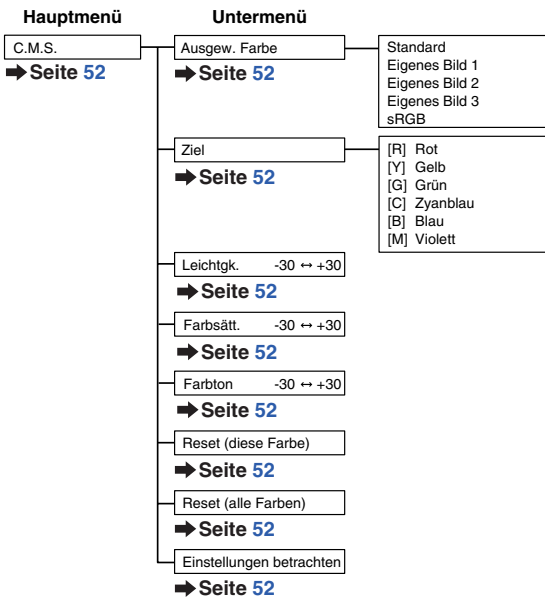 Hauptmenü
Untermenü
C.M.S.
➡ Seite 52
Ausgew. Farbe
➡ Seite 52
Standard
Eigenes Bild 1
Eigenes Bild 2
Eigenes Bild 3
sRGB
Ziel
➡ Seite 52
[R] Rot
[Y] Gelb
[G] Grün
[C] Zyanblau
[B] Blau
[M] Violett
Leichtgk. -30 ↔ +30
➡ Seite 52
Farbsätt. -30 ↔ +30
➡ Seite 52
Farbton -30 ↔ +30
➡ Seite 52
Reset (diese Farbe)
➡ Seite 52
Reset (alle Farben)
➡ Seite 52
Einstellungen betrachten
➡ Seite 52